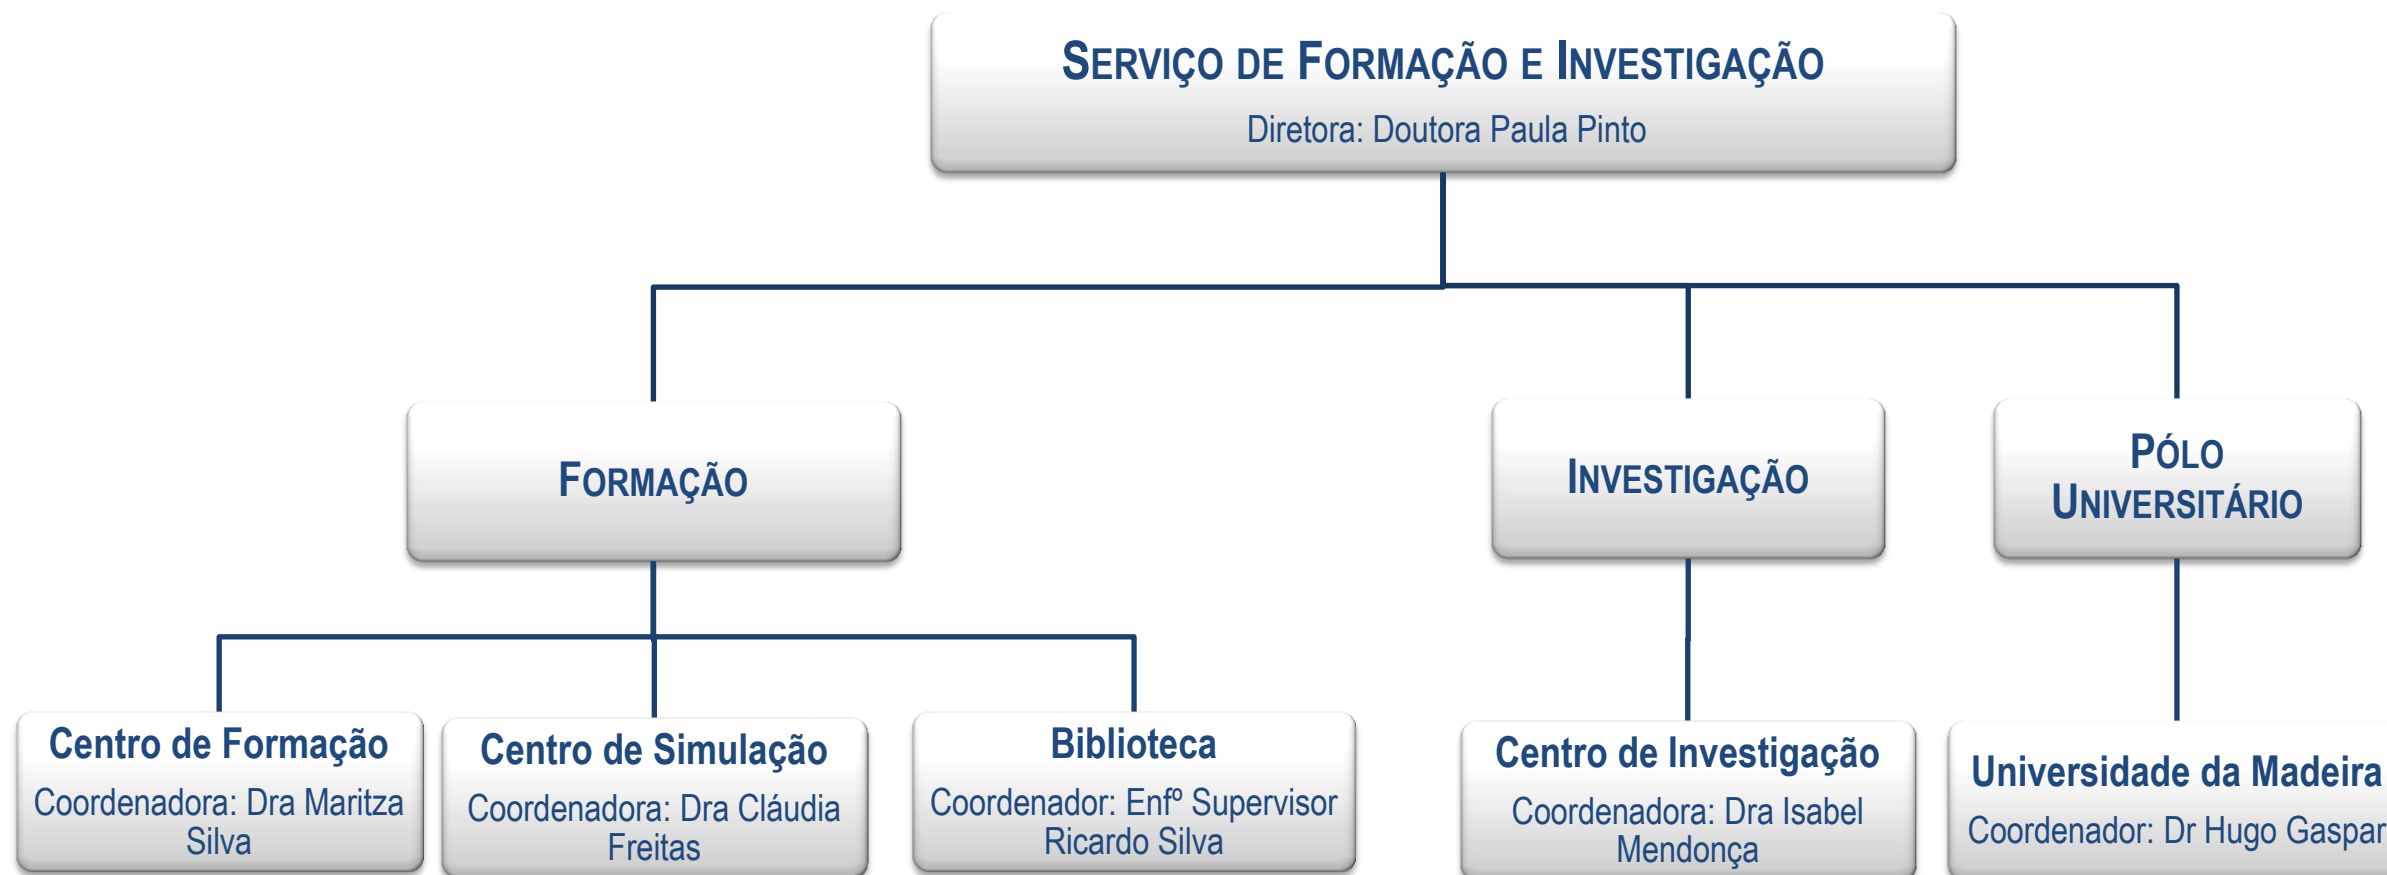 SERVIÇO DE FORMAÇÃO E INVESTIGAÇÃO
Diretora: Doutora Paula Pinto
FORMAÇÃO
INVESTIGAÇÃO
PÓLO
UNIVERSITÁRIO
Centro de Formação
Coordenadora: Dra Maritza
Silva
Centro de Simulação
Coordenadora: Dra Cláudia
Freitas
Biblioteca
Coordenador: Enfº Supervisor
Ricardo Silva
Centro de Investigação
Coordenadora: Dra Isabel
Mendonça
Universidade da Madeira
Coordenador: Dr Hugo Gaspar